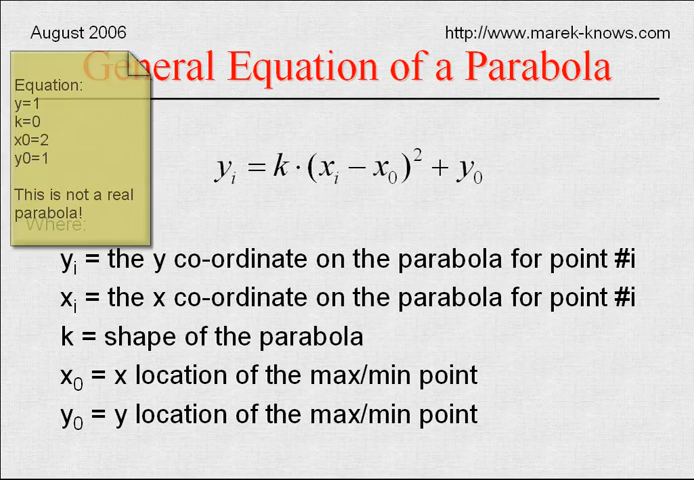 August 2006
http://www.marek-knows.com
General Equation of a Parabola
Equation:
y=1
k=0
x0=2
y0=1
This is not a real
parabola!
yᵢ = k · (xᵢ − x₀)² + y₀
Where:
yᵢ = the y co-ordinate on the parabola for point #i
xᵢ = the x co-ordinate on the parabola for point #i
k = shape of the parabola
x₀ = x location of the max/min point
y₀ = y location of the max/min point